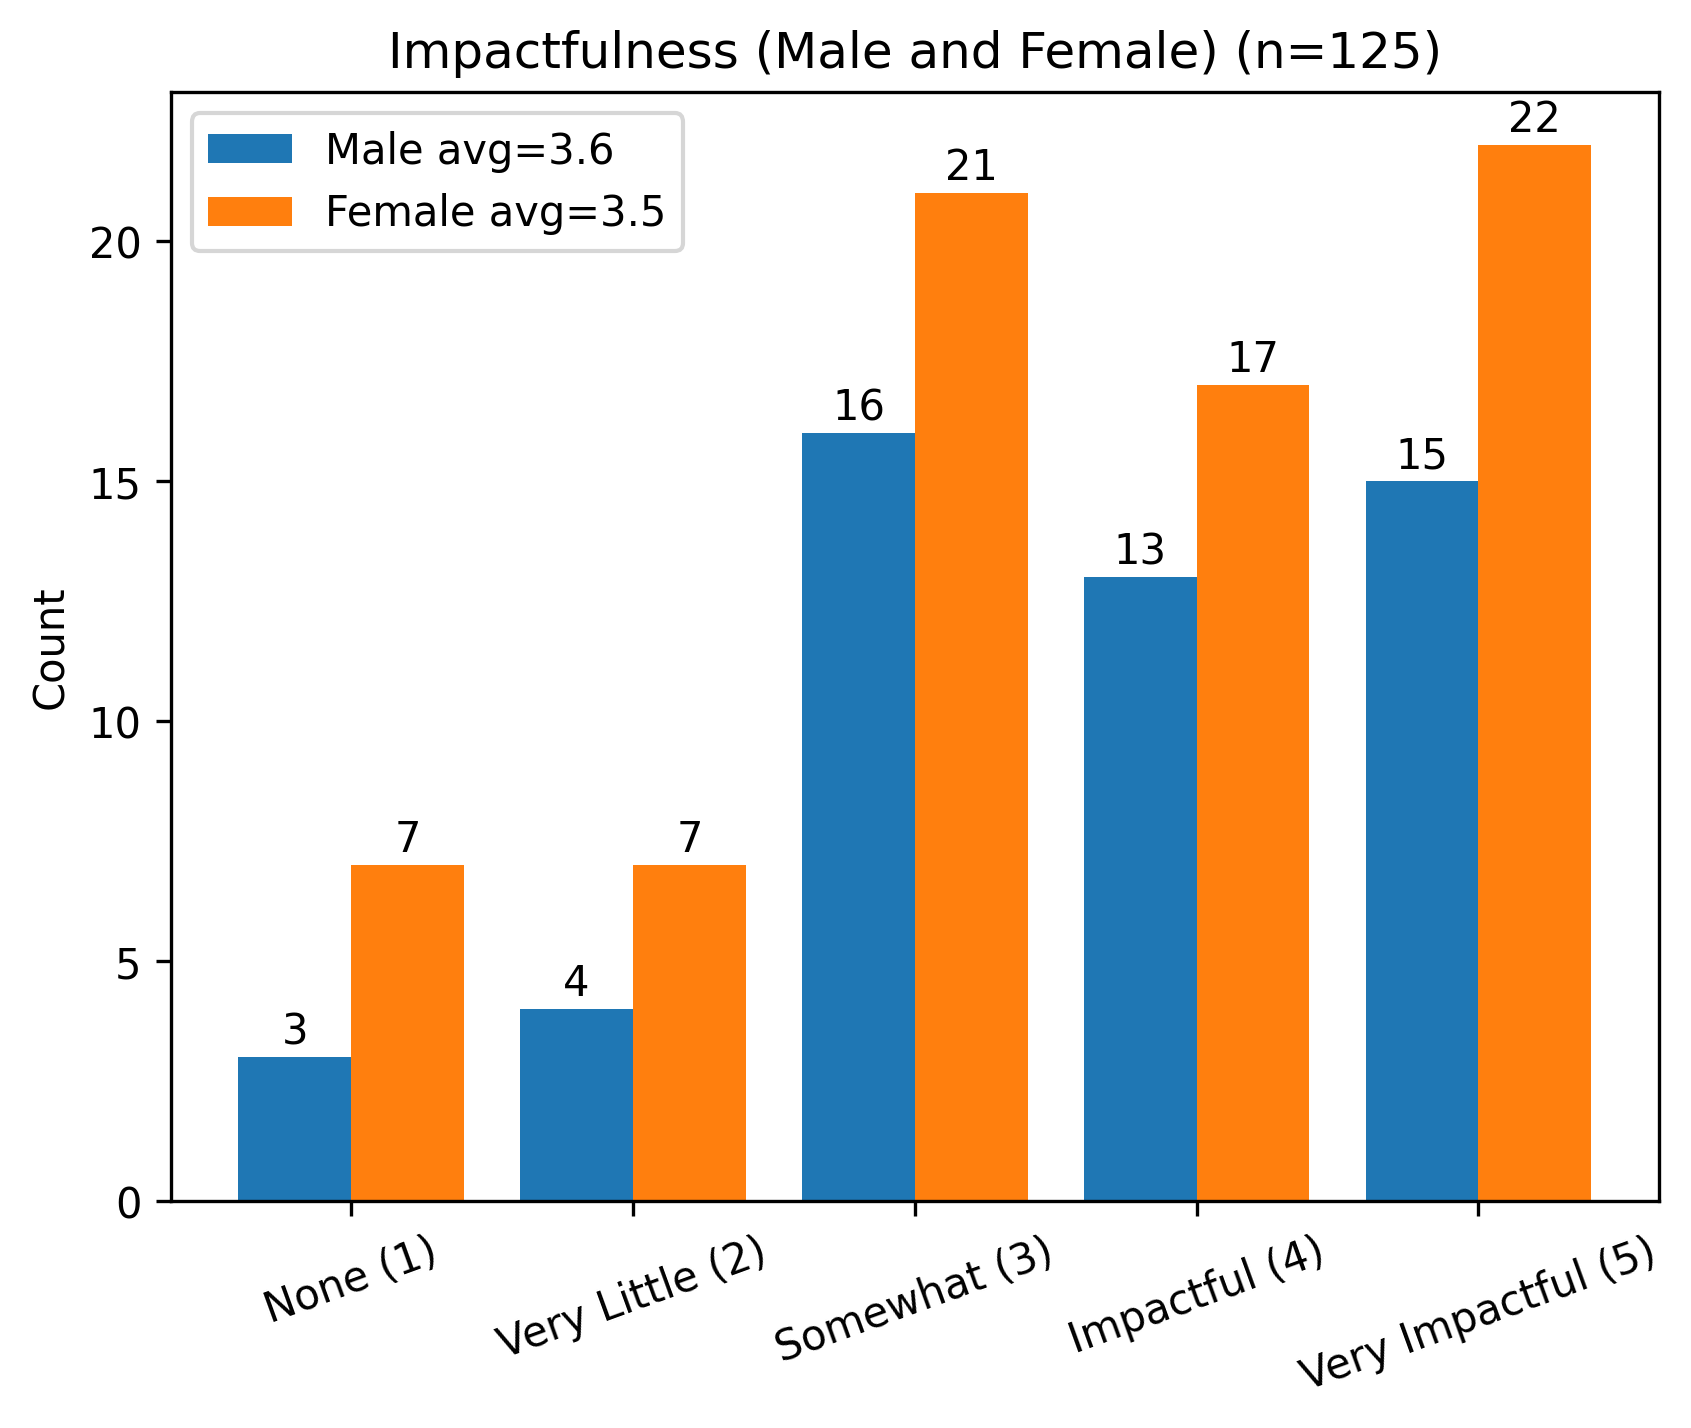 Impactfulness (Male and Female) (n=125)
Male avg=3.6
Female avg=3.5
Count
20
15
10
5
0
3
7
4
7
16
21
13
17
15
22
None (1)
Very Little (2)
Somewhat (3)
Impactful (4)
Very Impactful (5)